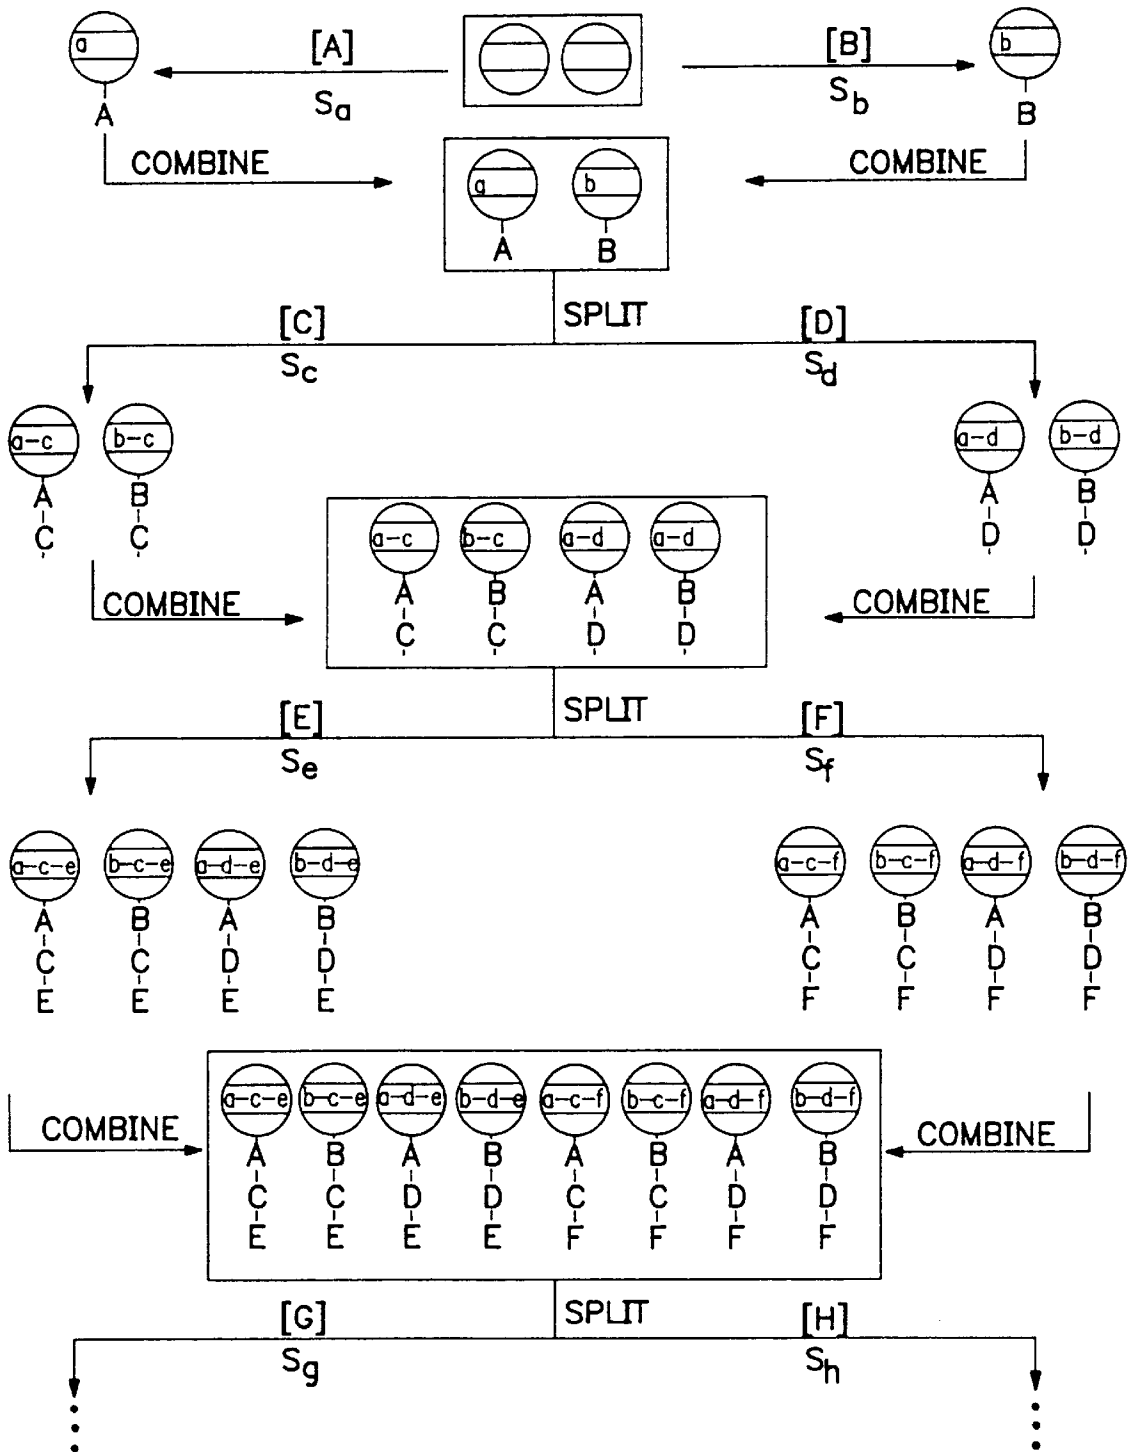 a [A] [B] b
Sa Sb
A B
COMBINE COMBINE
a b
A B
[C] SPLIT [D]
Sc Sd
a-c b-c a-d b-d
A B A B
C C D D
a-c b-c a-d a-d
A B A B
COMBINE COMBINE
C C D D
[E] SPLIT [F]
Se Sf
a-c-e b-c-e a-d-e b-d-e a-c-f b-c-f a-d-f b-d-f
A B A B A B A B
C C D D C C D D
E E E E F F F F
a-c-e b-c-e a-d-e b-d-e a-c-f b-c-f a-d-f b-d-f
COMBINE COMBINE
A B A B A B A B
C C D D C C D D
E E E E F F F F
[G] SPLIT [H]
Sg Sh